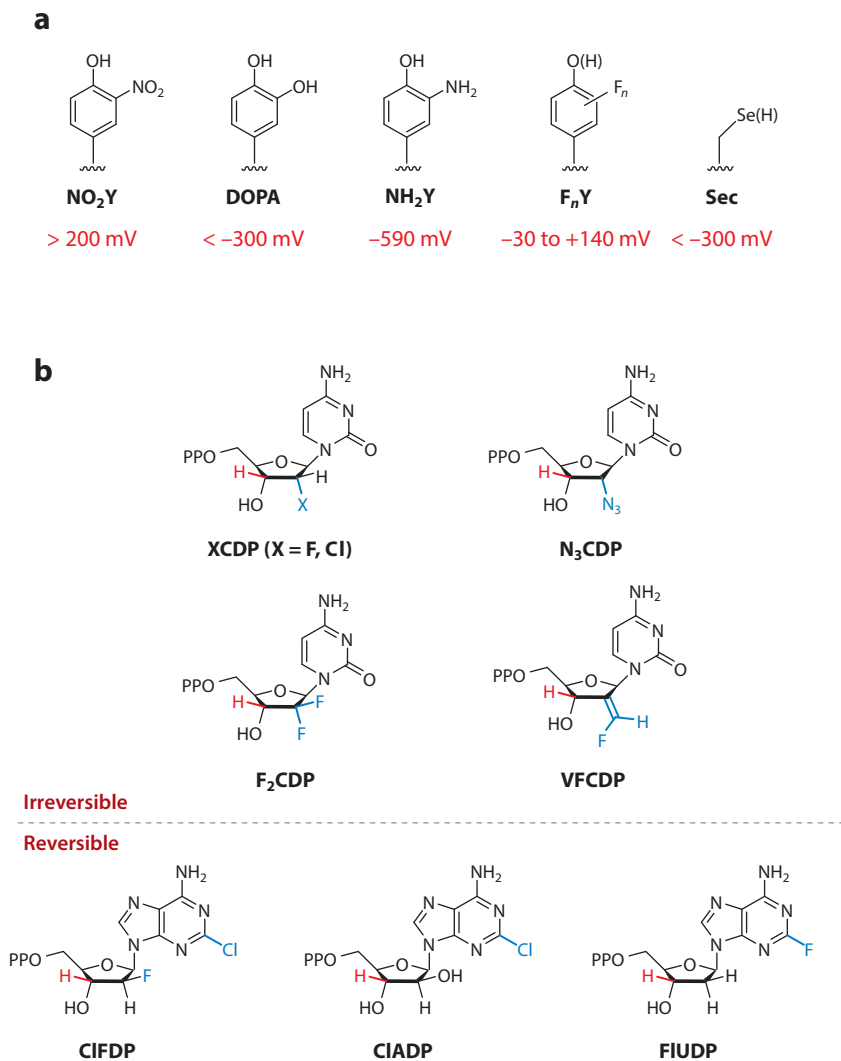 a
OH OH OH O(H)
NO₂ OH NH₂ Fₙ Se(H)
NO₂Y DOPA NH₂Y FₙY Sec
> 200 mV < –300 mV –590 mV –30 to +140 mV < –300 mV
b
NH₂ NH₂
N N
PPO O N O PPO O N O
H H H
HO X HO N₃
XCDP (X = F, Cl) N₃CDP
NH₂ NH₂
N N
PPO O N O PPO O N O
H F H H
HO F HO F
F₂CDP VFCDP
Irreversible
Reversible
NH₂ NH₂ NH₂
N N N N N N
N N Cl N N Cl N N F
PPO O PPO O PPO O
H F H OH H H
HO H HO H HO H
ClFDP ClADP FlUDP